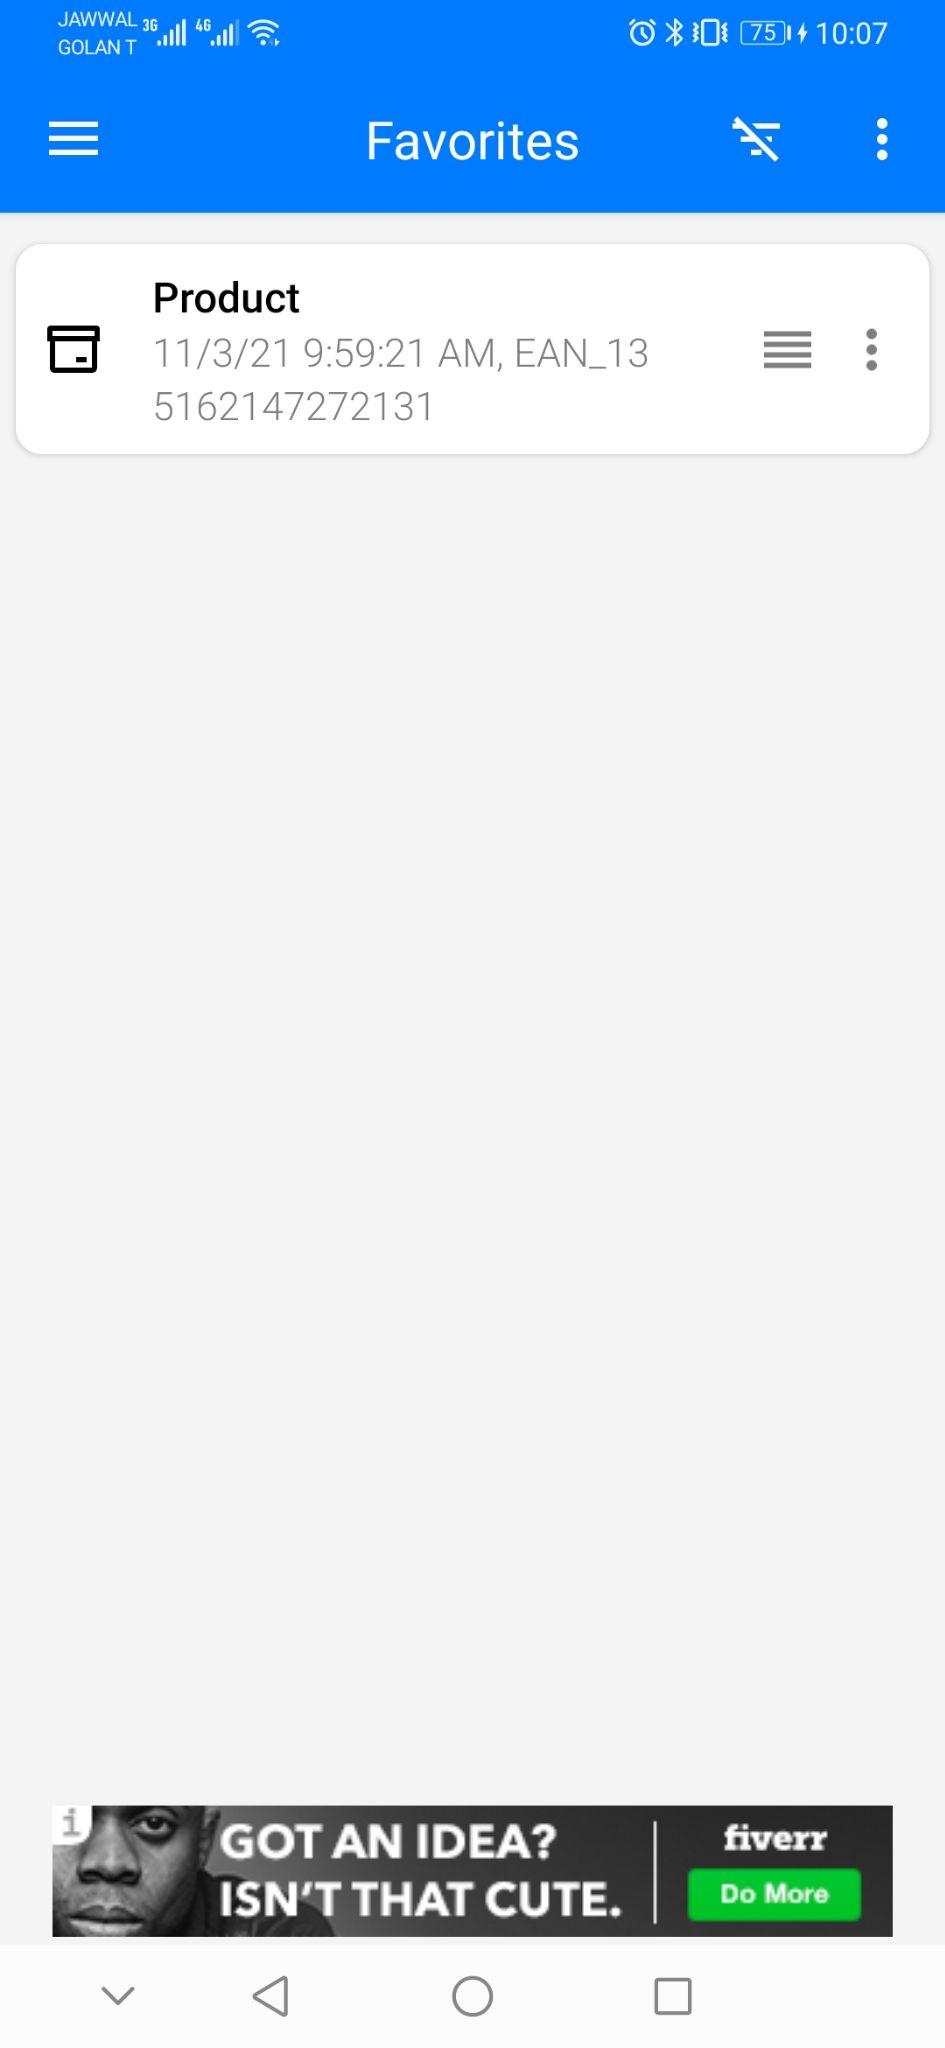 JAWWAL 3G 4G
GOLAN T
75 10:07
Favorites
Product
11/3/21 9:59:21 AM, EAN_13
5162147272131
i
GOT AN IDEA?
ISN'T THAT CUTE.
fiverr
Do More